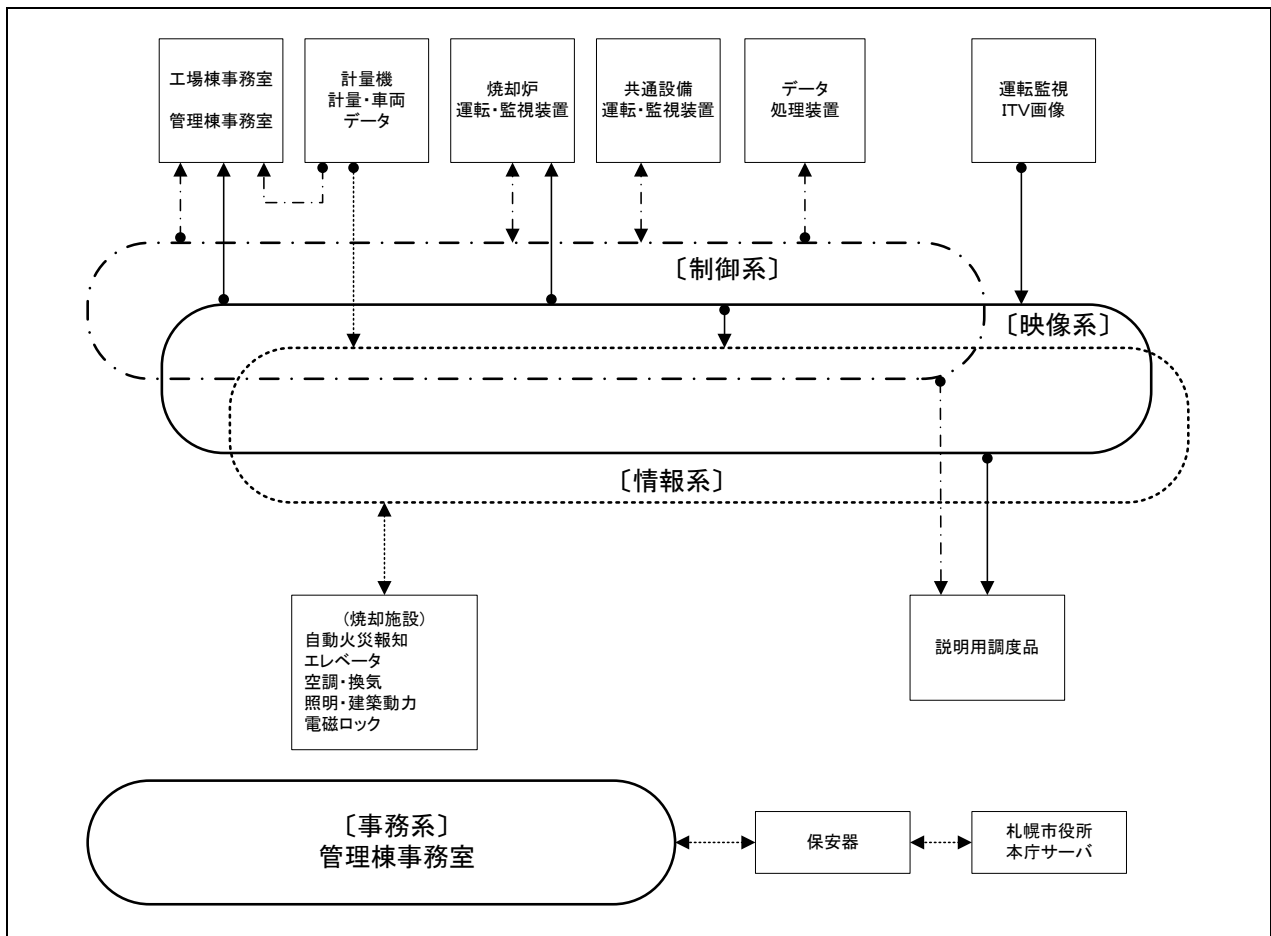 工場棟事務室
管理棟事務室
計量機
計量・車両
データ
焼却炉
運転・監視装置
共通設備
運転・監視装置
データ
処理装置
運転監視
ITV画像
〔制御系〕
〔映像系〕
〔情報系〕
(焼却施設)
自動火災報知
エレベータ
空調・換気
照明・建築動力
電磁ロック
説明用調度品
〔事務系〕
管理棟事務室
保安器
札幌市役所
本庁サーバ